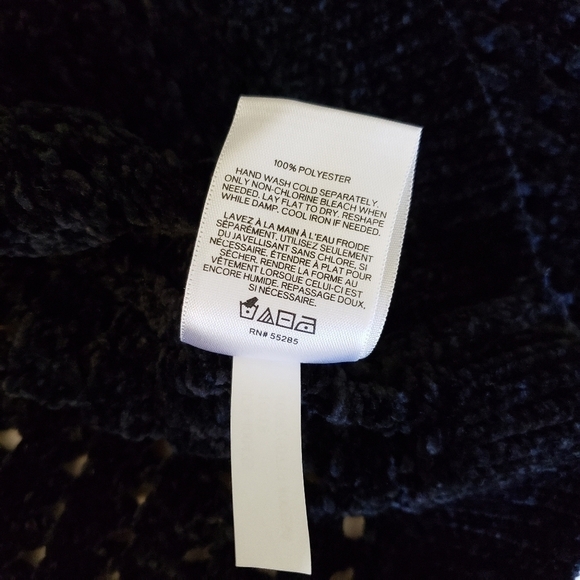 100% POLYESTER
HAND WASH COLD SEPARATELY.
ONLY NON-CHLORINE BLEACH WHEN
NEEDED. LAY FLAT TO DRY. RESHAPE
WHILE DAMP. COOL IRON IF NEEDED.
LAVEZ À LA MAIN À L'EAU FROIDE
SÉPARÉMENT. UTILISEZ SEULEMENT
DU JAVELLISANT SANS CHLORE, SI
NÉCESSAIRE. ÉTENDRE À PLAT POUR
SÉCHER. RENDRE LA FORME AU
VÊTEMENT LORSQUE CELUI-CI EST
ENCORE HUMIDE. REPASSAGE DOUX,
SI NÉCESSAIRE.
RN# 55285